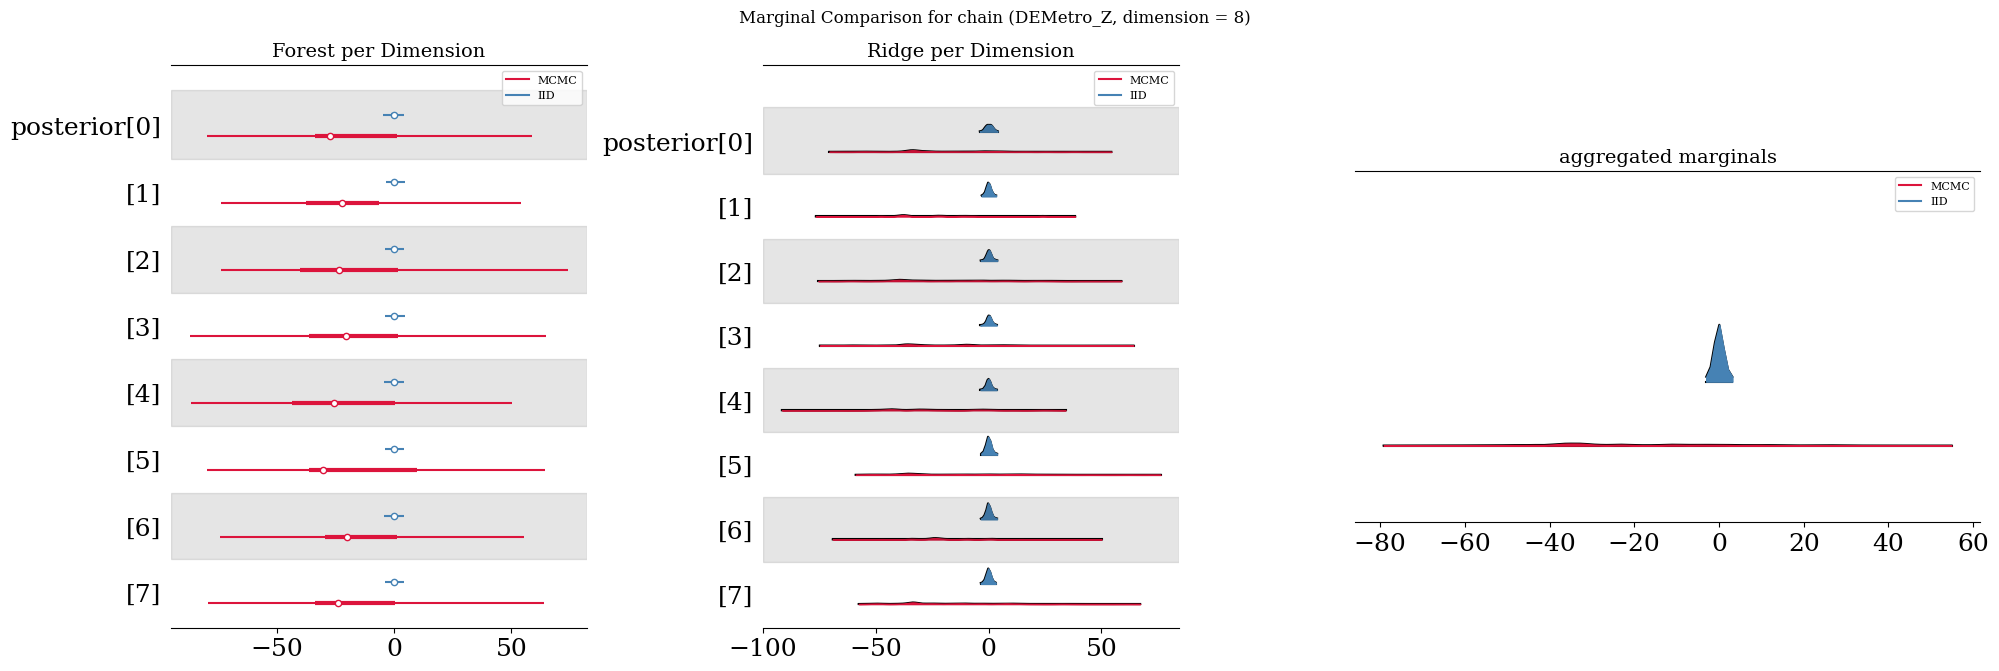 Marginal Comparison for chain (DEMetro_Z, dimension = 8)
Forest per Dimension
MCMC
IID
posterior[0]
[1]
[2]
[3]
[4]
[5]
[6]
[7]
−50 0 50
Ridge per Dimension
MCMC
IID
posterior[0]
[1]
[2]
[3]
[4]
[5]
[6]
[7]
−100 −50 0 50
aggregated marginals
MCMC
IID
−80 −60 −40 −20 0 20 40 60